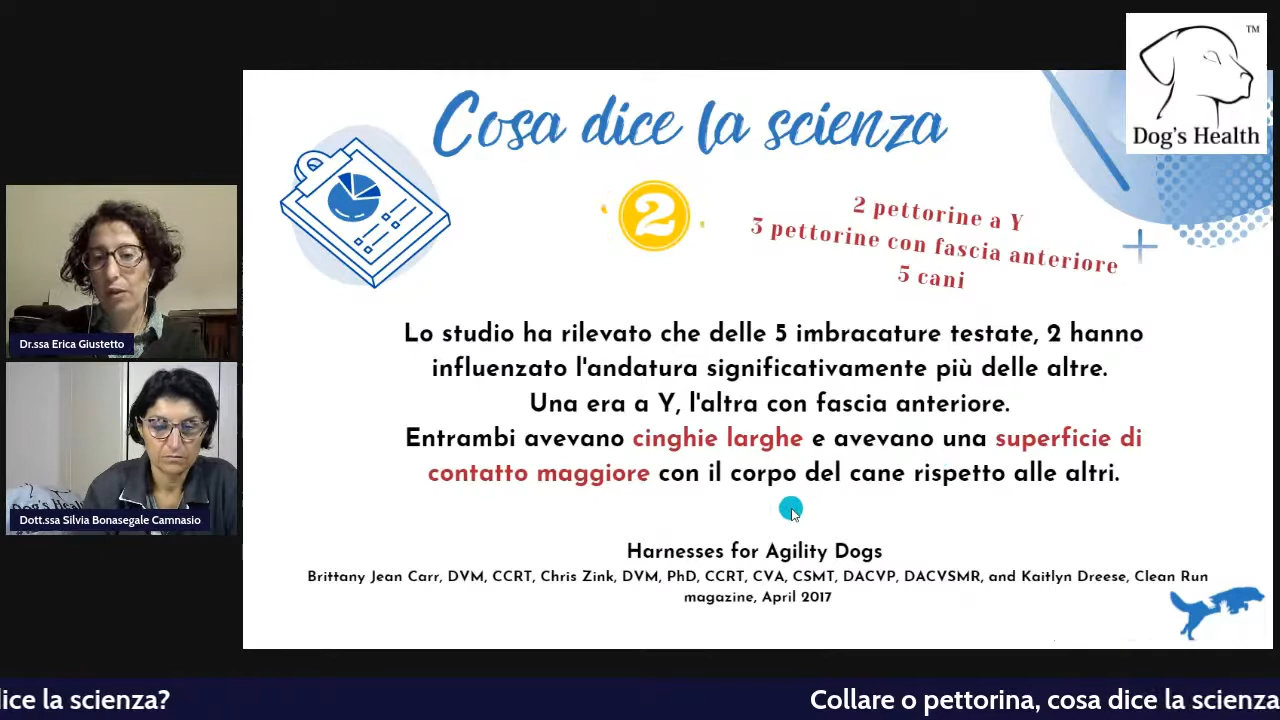 TM
Dog's Health
Cosa dice la scienza
2
2 pettorine a Y
3 pettorine con fascia anteriore
5 cani
Lo studio ha rilevato che delle 5 imbracature testate, 2 hanno
influenzato l'andatura significativamente più delle altre.
Una era a Y, l'altra con fascia anteriore.
Entrambi avevano cinghie larghe e avevano una superficie di
contatto maggiore con il corpo del cane rispetto alle altri.
Harnesses for Agility Dogs
Brittany Jean Carr, DVM, CCRT, Chris Zink, DVM, PhD, CCRT, CVA, CSMT, DACVP, DACVSMR, and Kaitlyn Dreese, Clean Run
magazine, April 2017
Dr.ssa Erica Giustetto
Dog's Health
Dott.ssa Silvia Bonasegale Camnasio
dice la scienza?
Collare o pettorina, cosa dice la scienza